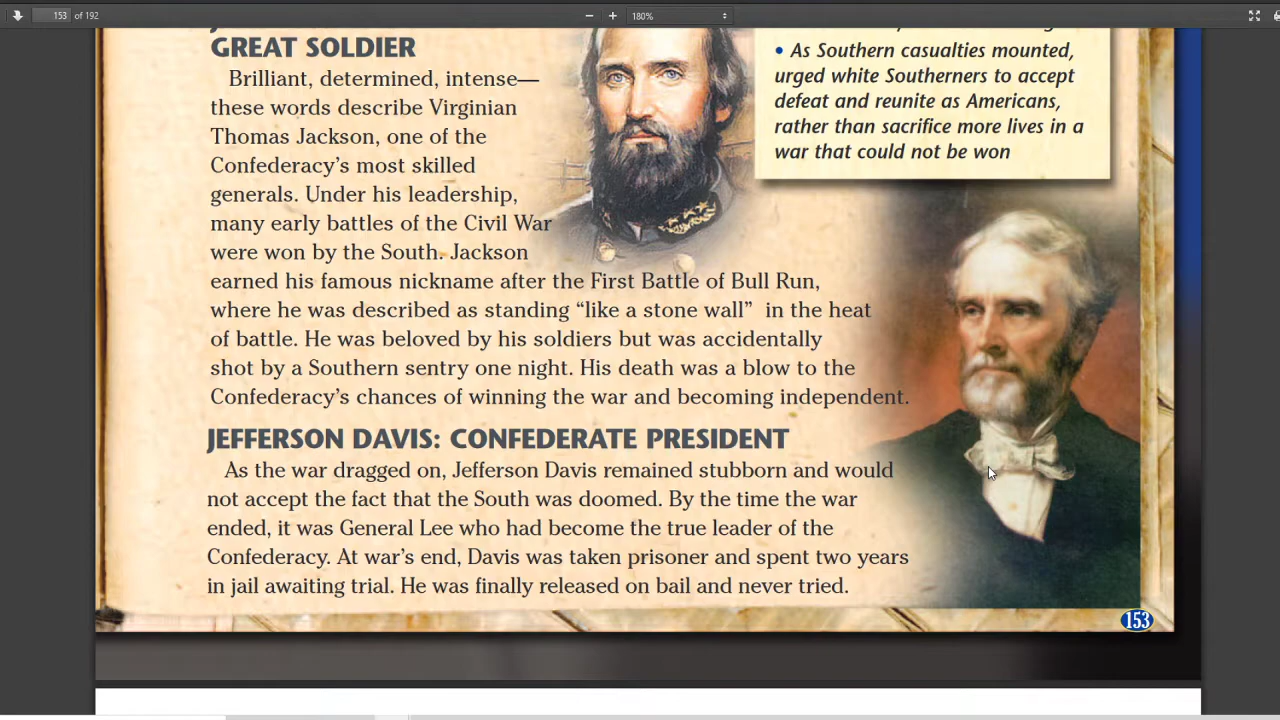 153 of 192
180%
GREAT SOLDIER
Brilliant, determined, intense—
these words describe Virginian
Thomas Jackson, one of the
Confederacy’s most skilled
generals. Under his leadership,
many early battles of the Civil War
were won by the South. Jackson
earned his famous nickname after the First Battle of Bull Run,
where he was described as standing “like a stone wall” in the heat
of battle. He was beloved by his soldiers but was accidentally
shot by a Southern sentry one night. His death was a blow to the
Confederacy’s chances of winning the war and becoming independent.
• As Southern casualties mounted,
urged white Southerners to accept
defeat and reunite as Americans,
rather than sacrifice more lives in a
war that could not be won
JEFFERSON DAVIS: CONFEDERATE PRESIDENT
As the war dragged on, Jefferson Davis remained stubborn and would
not accept the fact that the South was doomed. By the time the war
ended, it was General Lee who had become the true leader of the
Confederacy. At war’s end, Davis was taken prisoner and spent two years
in jail awaiting trial. He was finally released on bail and never tried.
153